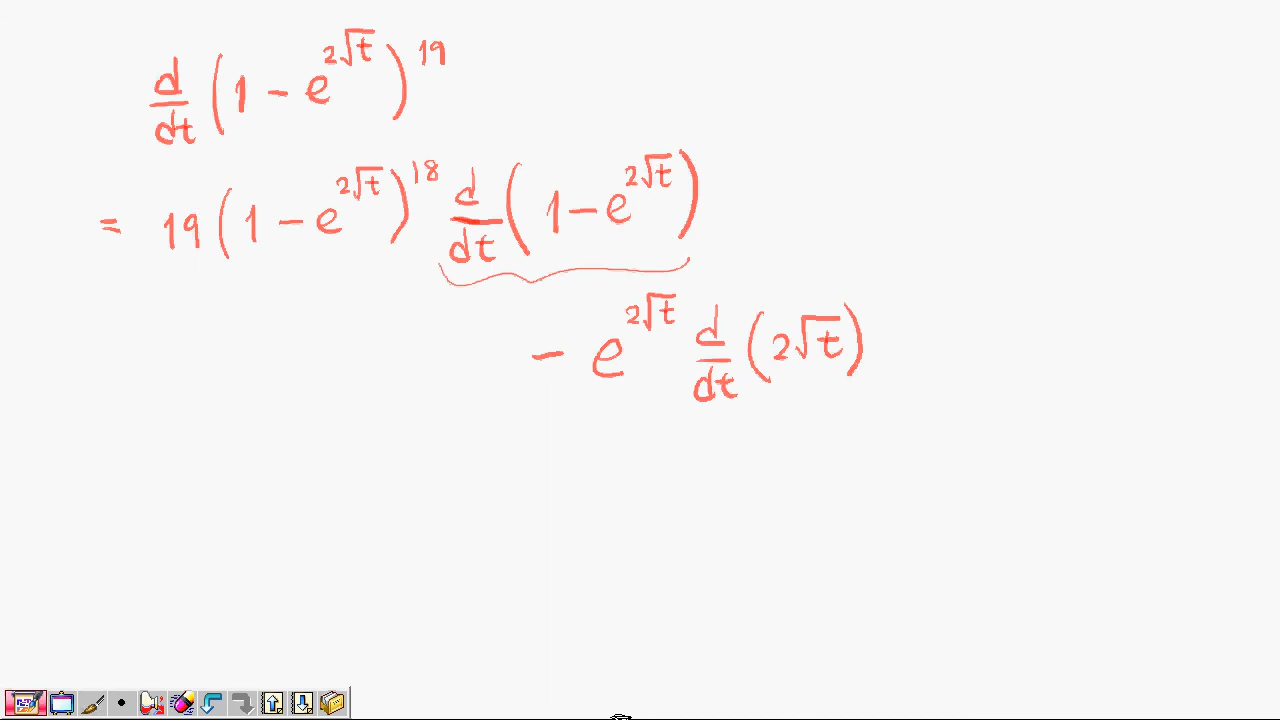 d/dt (1 - e^{2√t})^{19}
= 19 (1 - e^{2√t})^{18} d/dt (1 - e^{2√t})
- e^{2√t} d/dt (2√t)